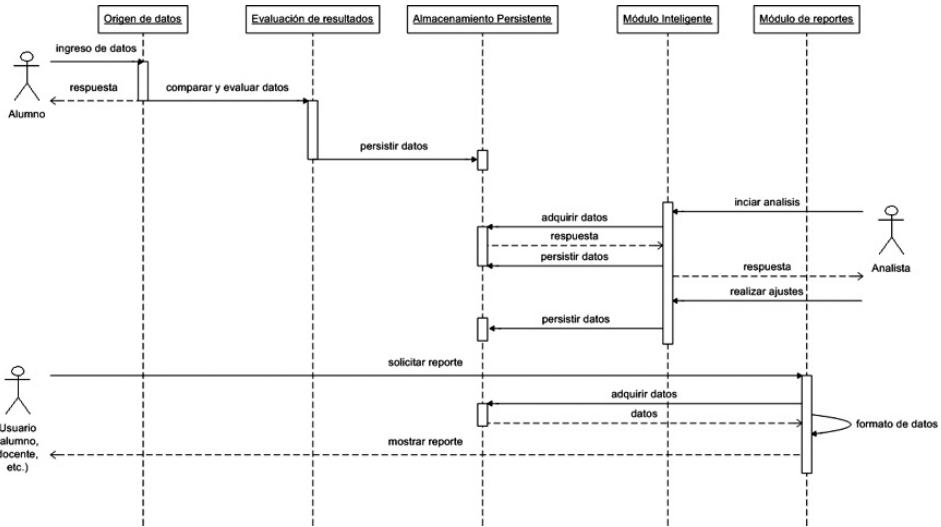 Origen de datos
Evaluación de resultados
Almacenamiento Persistente
Módulo Inteligente
Módulo de reportes
ingreso de datos
respuesta
comparar y evaluar datos
Alumno
persistir datos
inciar analisis
adquirir datos
respuesta
persistir datos
respuesta
Analista
realizar ajustes
persistir datos
solicitar reporte
adquirir datos
datos
formato de datos
mostrar reporte
Usuario
(alumno,
docente,
etc.)